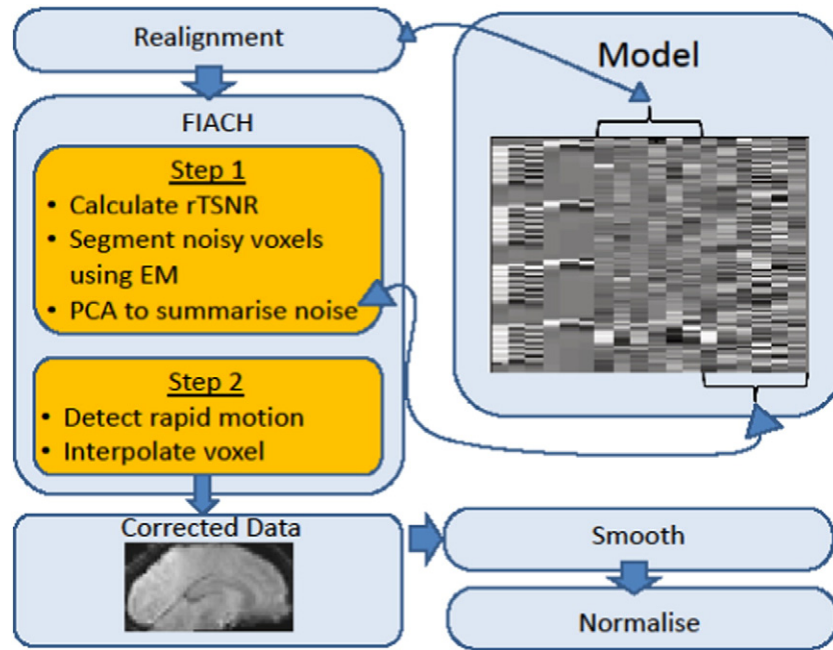 Realignment
Model
FIACH
Step 1
• Calculate rTSNR
• Segment noisy voxels
using EM
• PCA to summarise noise
Step 2
• Detect rapid motion
• Interpolate voxel
Corrected Data
Smooth
Normalise